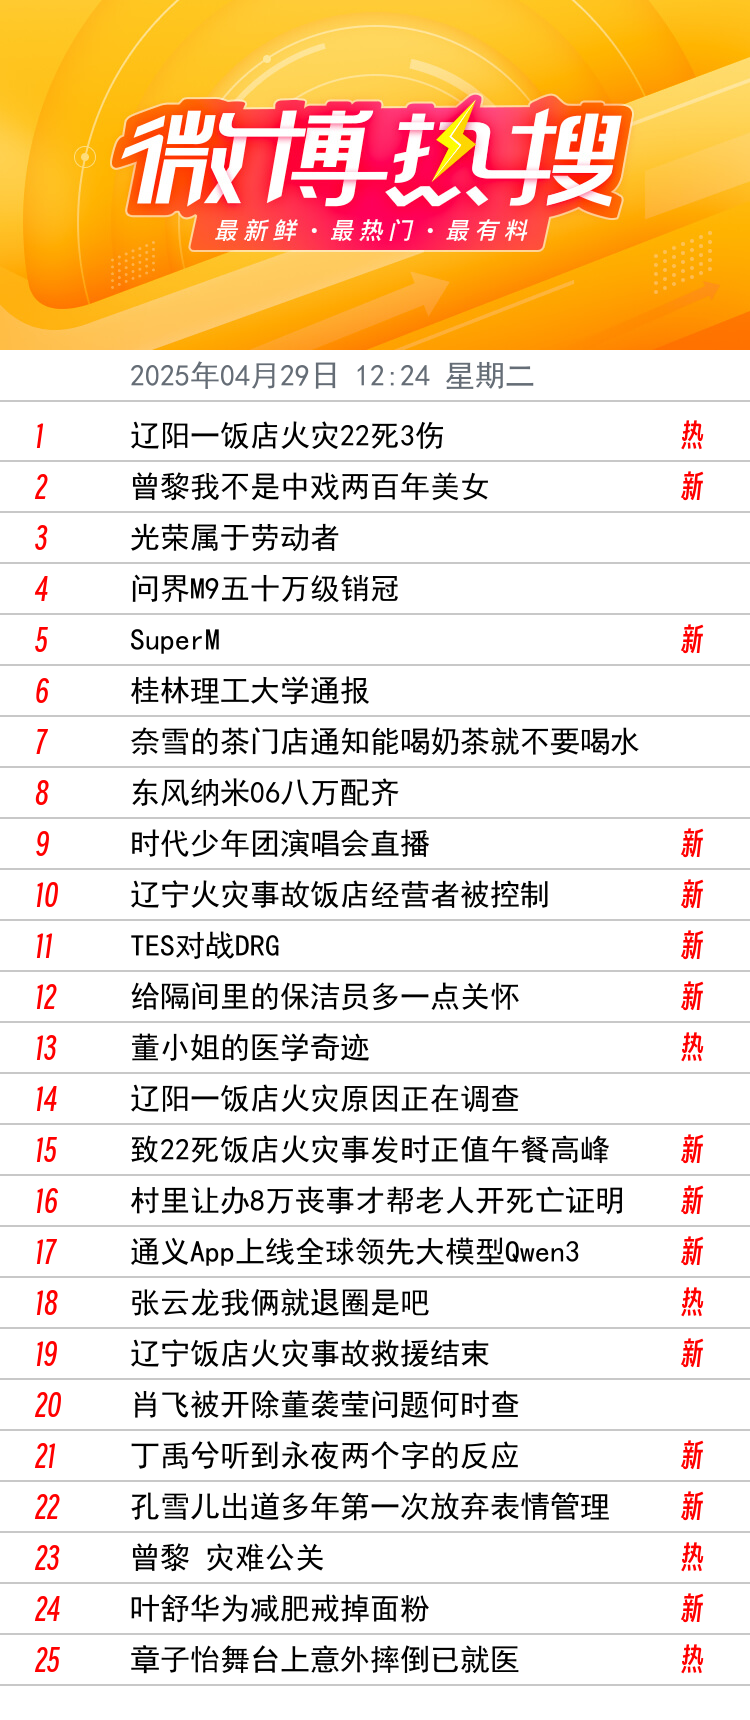 微博热搜
最新鲜·最热门·最有料
2025年04月29日 12:24 星期二
1 辽阳一饭店火灾22死3伤 热
2 曾黎我不是中戏两百年美女 新
3 光荣属于劳动者
4 问界M9五十万级销冠
5 SuperM 新
6 桂林理工大学通报
7 奈雪的茶门店通知能喝奶茶就不要喝水
8 东风纳米06八万配齐
9 时代少年团演唱会直播 新
10 辽宁火灾事故饭店经营者被控制 新
11 TES对战DRG 新
12 给隔间里的保洁员多一点关怀 新
13 董小姐的医学奇迹 热
14 辽阳一饭店火灾原因正在调查
15 致22死饭店火灾事发时正值午餐高峰 新
16 村里让办8万丧事才帮老人开死亡证明 新
17 通义App上线全球领先大模型Qwen3 新
18 张云龙我俩就退圈是吧 热
19 辽宁饭店火灾事故救援结束 新
20 肖飞被开除董袭莹问题何时查
21 丁禹兮听到永夜两个字的反应 新
22 孔雪儿出道多年第一次放弃表情管理 新
23 曾黎 灾难公关 热
24 叶舒华为减肥戒掉面粉 新
25 章子怡舞台上意外摔倒已就医 热